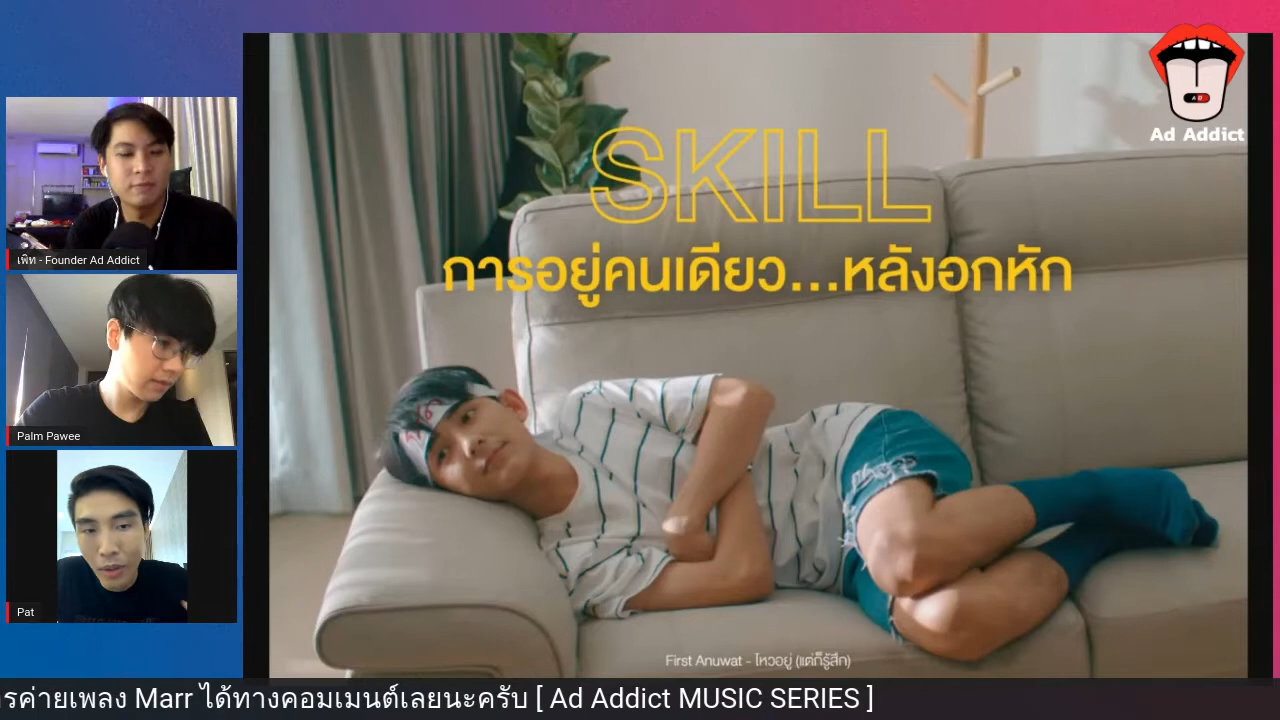 Ad Addict
SKILL
การอยู่คนเดียว...หลังอกหัก
เพิท - Founder Ad Addict
Palm Pawee
Pat
First Anuwat - ไหวอยู่ (แต่ก็รู้สึก)
รค่ายเพลง Marr ได้ทางคอมเมนต์เลยนะครับ [ Ad Addict MUSIC SERIES ]